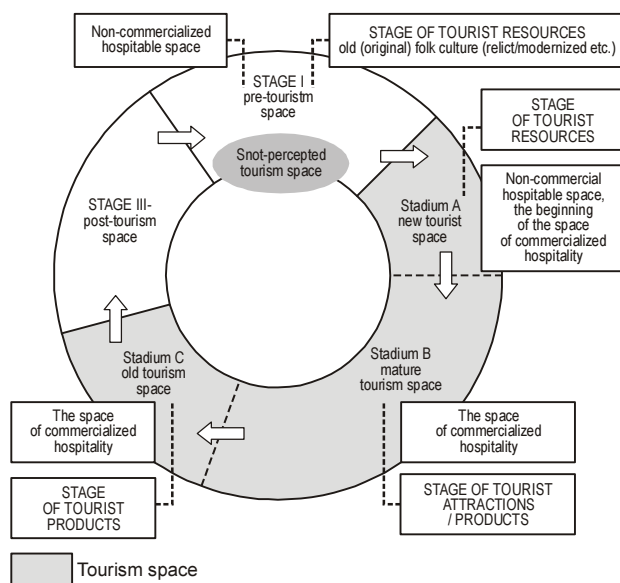 Non-commercialized
hospitable space
STAGE OF TOURIST RESOURCES
old (original) folk culture (relict/modernized etc.)
STAGE I
pre-touristm
space
Snot-percepted
tourism space
STAGE
OF TOURIST
RESOURCES
Non-commercial
hospitable space,
the beginning
of the space
of commercialized
hospitality
Stadium A
new tourist
space
STAGE III-
post-tourism
space
Stadium C
old tourism
space
Stadium B
mature
tourism space
The space
of commercialized
hospitality
The space
of commercialized
hospitality
STAGE
OF TOURIST
PRODUCTS
STAGE OF TOURIST
ATTRACTIONS
/ PRODUCTS
Tourism space